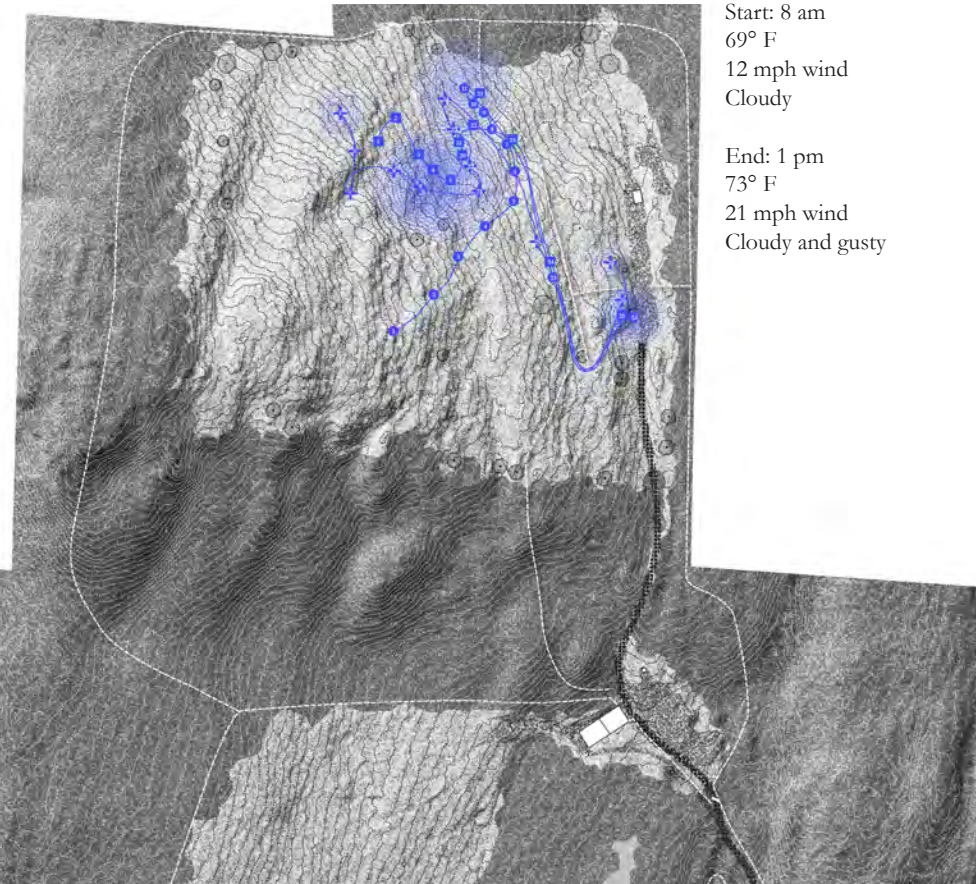 Start: 8 am
69° F
12 mph wind
Cloudy
End: 1 pm
73° F
21 mph wind
Cloudy and gusty